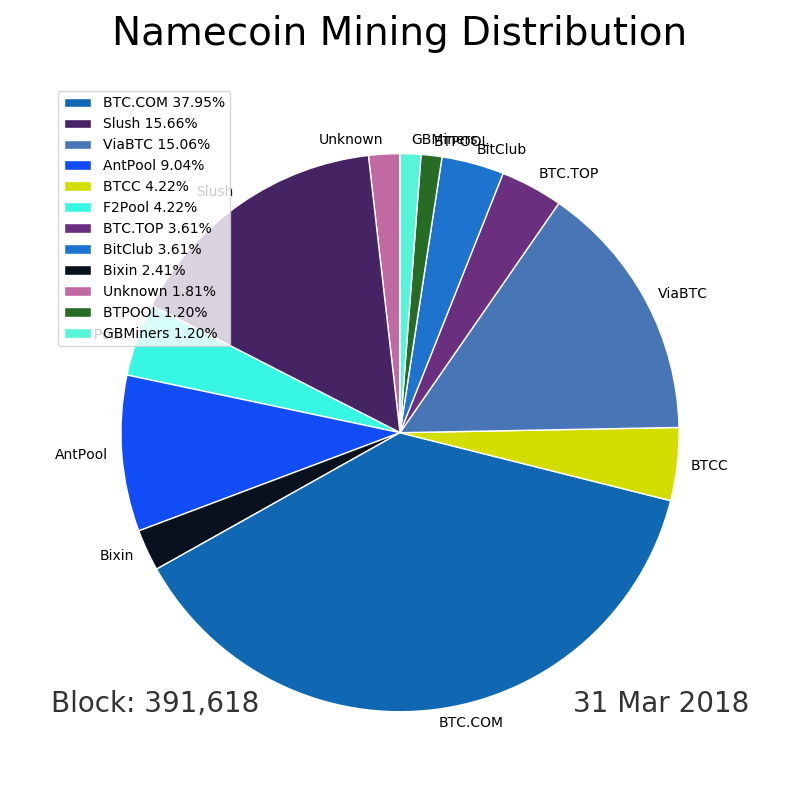 Namecoin Mining Distribution
BTC.COM 37.95%
Slush 15.66%
ViaBTC 15.06%
AntPool 9.04%
BTCC 4.22%
F2Pool 4.22%
BTC.TOP 3.61%
BitClub 3.61%
Bixin 2.41%
Unknown 1.81%
BTPOOL 1.20%
GBMiners 1.20%
Unknown
GBMiners
BTPOOL
BitClub
BTC.TOP
Slush
ViaBTC
AntPool
BTCC
Bixin
Block: 391,618
31 Mar 2018
BTC.COM